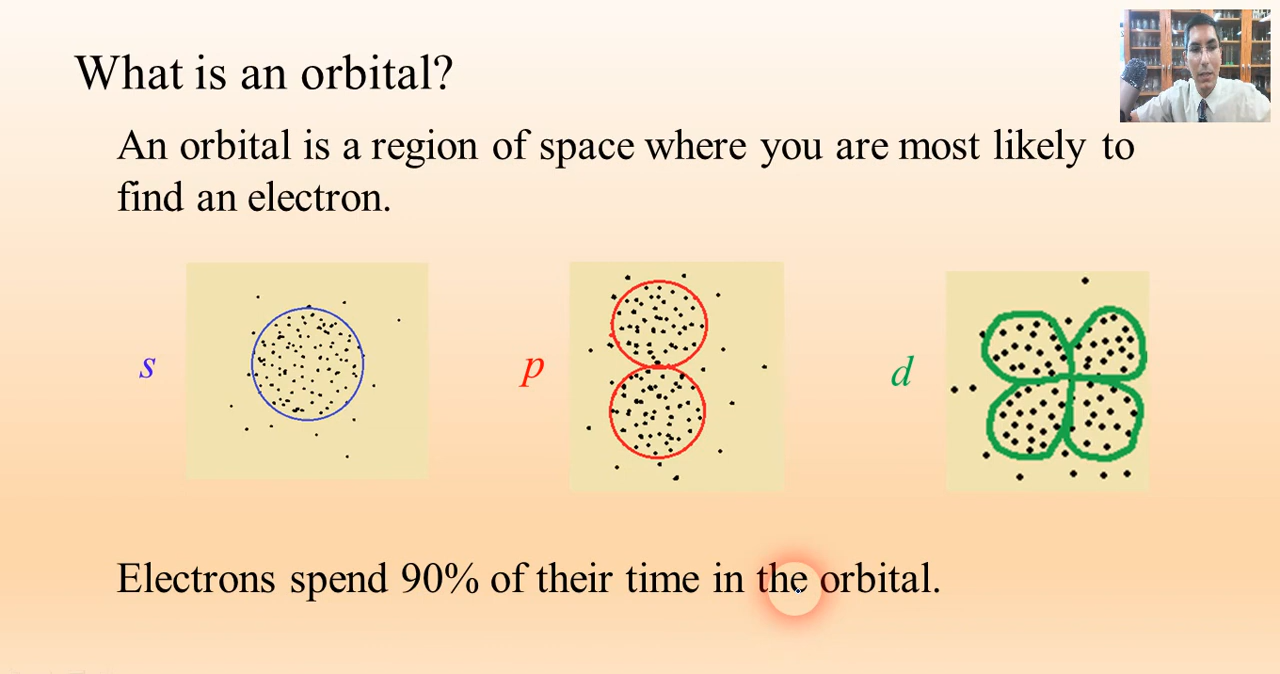 What is an orbital?
An orbital is a region of space where you are most likely to
find an electron.
s
p
d
Electrons spend 90% of their time in the orbital.